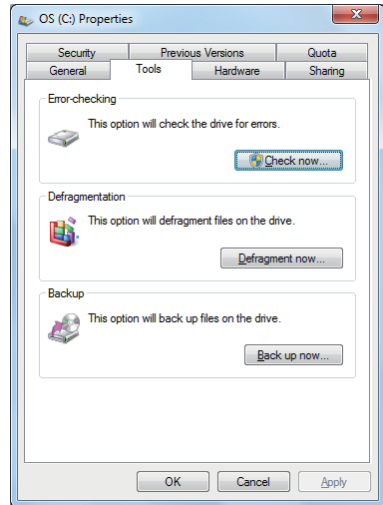 OS (C:) Properties
Security Previous Versions Quota
General Tools Hardware Sharing
Error-checking
This option will check the drive for errors.
Check now...
Defragmentation
This option will defragment files on the drive.
Defragment now...
Backup
This option will back up files on the drive.
Back up now...
OK Cancel Apply